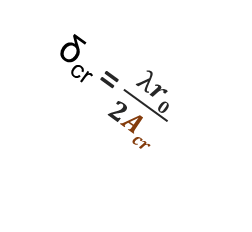 δcr = λr₀ / 2Acr